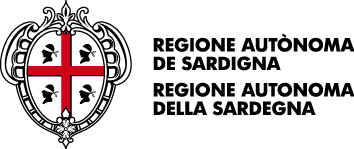 REGIONE AUTÒNOMA
DE SARDIGNA
REGIONE AUTONOMA
DELLA SARDEGNA